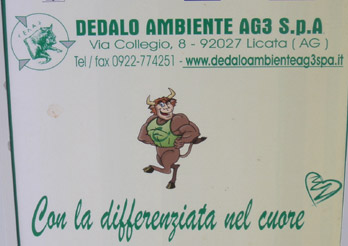 DEDALO AMBIENTE AG3 S.p.A
Via Collegio, 8 - 92027 Licata ( AG )
Tel / fax 0922-774251 - www.dedaloambienteag3spa.it
Con la differenziata nel cuore